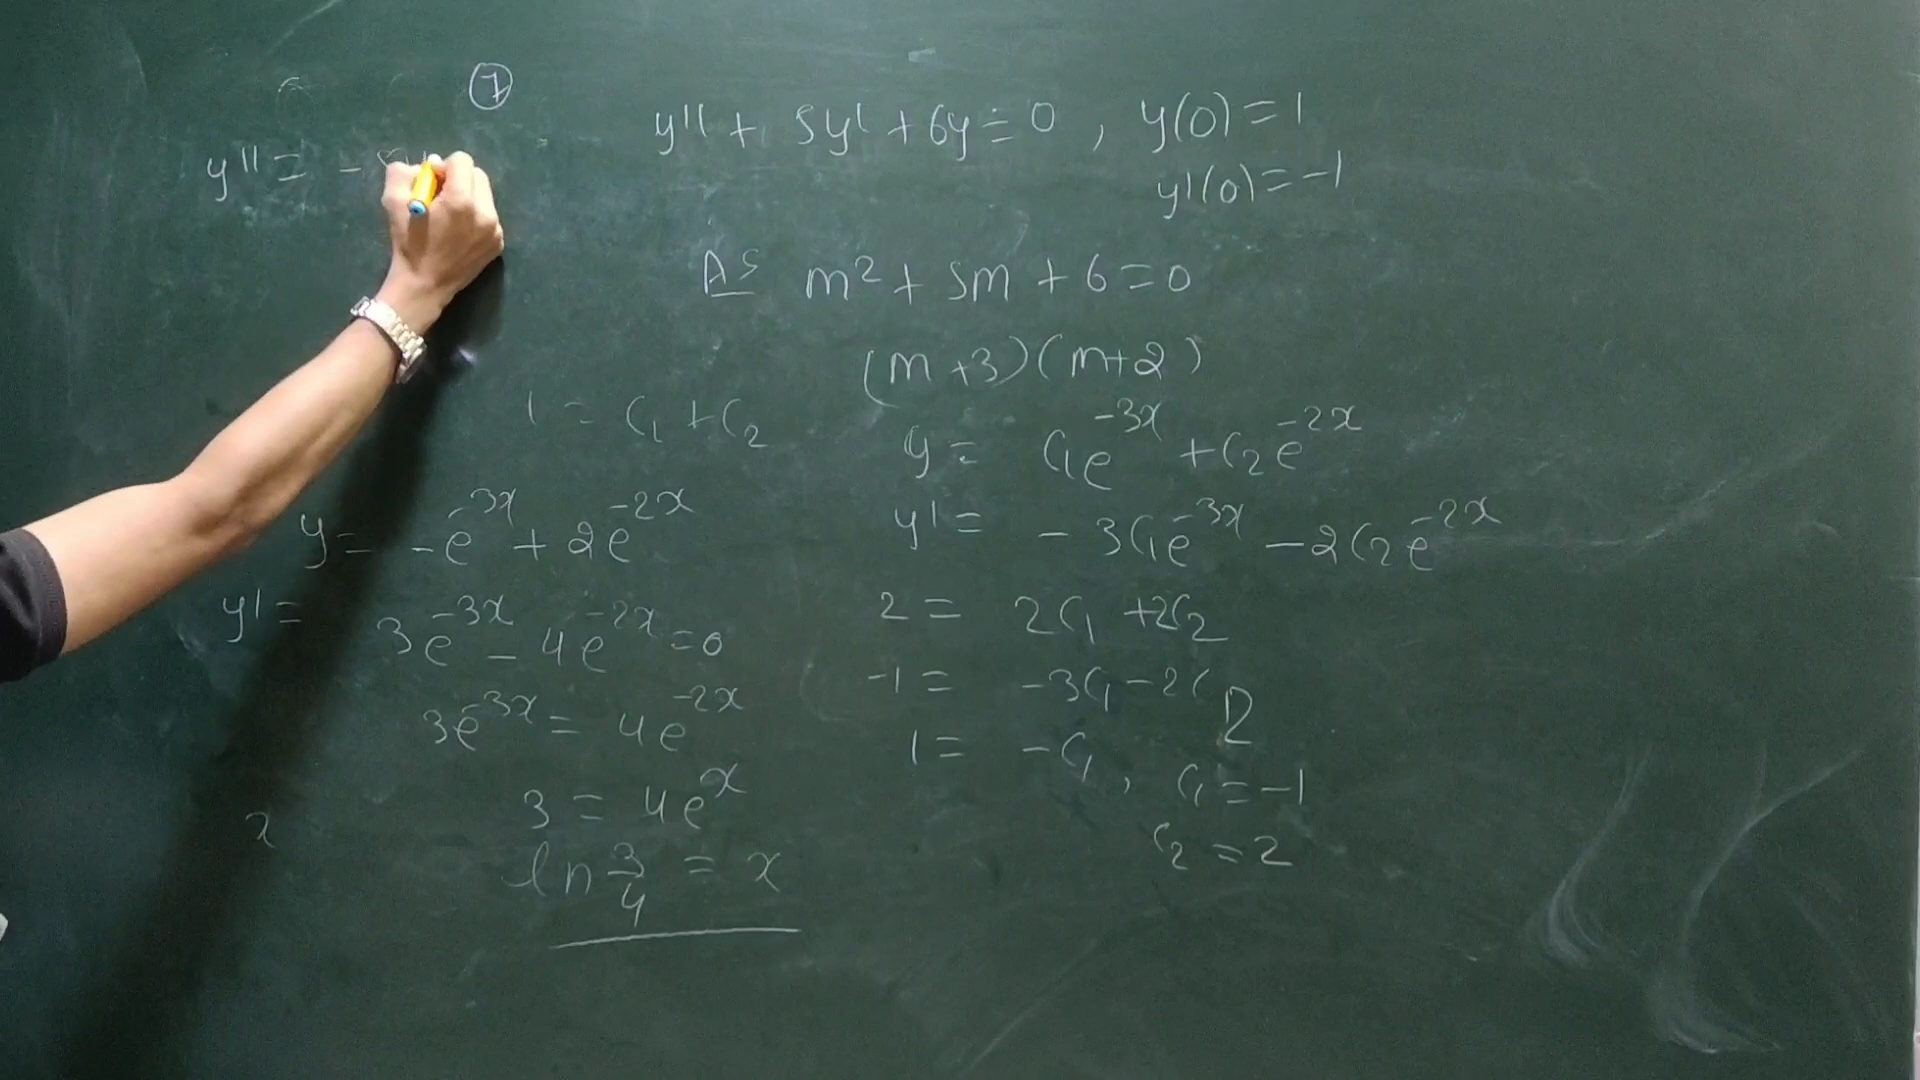 7
y'' + 5y' + 6y = 0 , y(0) = 1
y'(0) = -1
y'' = -
AS m² + 5m + 6 = 0
(m+3)(m+2)
1 = C₁ + C₂
y = C₁e^-3x + C₂e^-2x
y = -e^-3x + 2e^-2x
y' = -3C₁e^-3x - 2C₂e^-2x
y' = 3e^-3x - 4e^-2x = 0
2 = 2C₁ + 2C₂
3e^-3x = 4e^-2x
-1 = -3C₁ - 2C₂
1 = -C₁ , C₁ = -1
3 = 4e^x
x
C₂ = 2
ln 3/4 = x